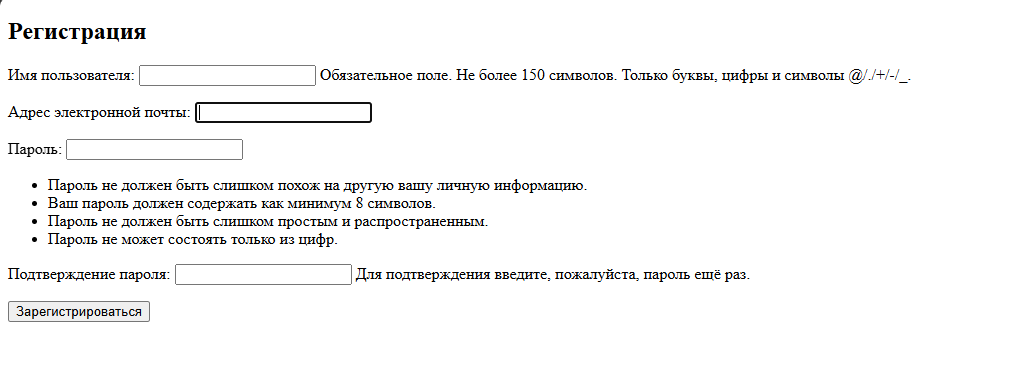 Регистрация
Имя пользователя: Обязательное поле. Не более 150 символов. Только буквы, цифры и символы @/./+/-/_.
Адрес электронной почты:
Пароль:
Пароль не должен быть слишком похож на другую вашу личную информацию.
Ваш пароль должен содержать как минимум 8 символов.
Пароль не должен быть слишком простым и распространенным.
Пароль не может состоять только из цифр.
Подтверждение пароля: Для подтверждения введите, пожалуйста, пароль ещё раз.
Зарегистрироваться